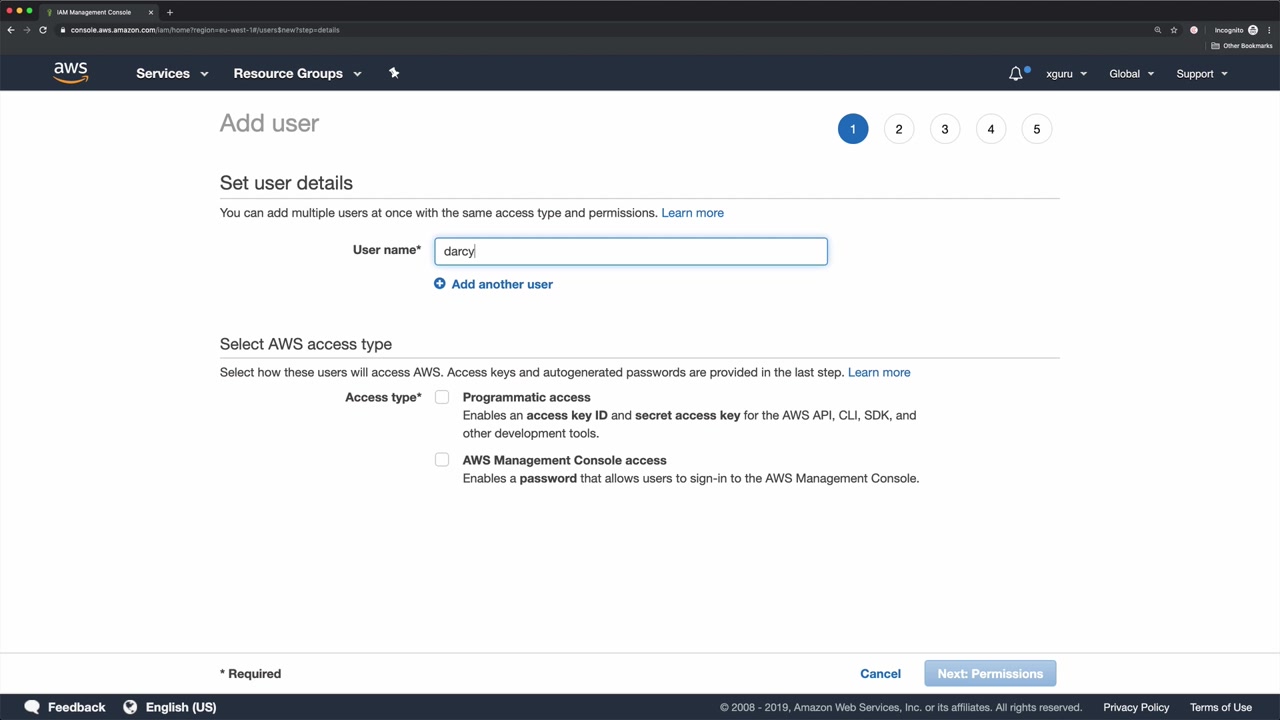 IAM Management Console
console.aws.amazon.com/iam/home?region=eu-west-1#/users$new?step=details
Incognito
Other Bookmarks
aws
Services
Resource Groups
xguru
Global
Support
Add user
1
2
3
4
5
Set user details
You can add multiple users at once with the same access type and permissions. Learn more
User name*
darcy
Add another user
Select AWS access type
Select how these users will access AWS. Access keys and autogenerated passwords are provided in the last step. Learn more
Access type*
Programmatic access
Enables an access key ID and secret access key for the AWS API, CLI, SDK, and
other development tools.
AWS Management Console access
Enables a password that allows users to sign-in to the AWS Management Console.
* Required
Cancel
Next: Permissions
Feedback
English (US)
© 2008 - 2019, Amazon Web Services, Inc. or its affiliates. All rights reserved.
Privacy Policy
Terms of Use